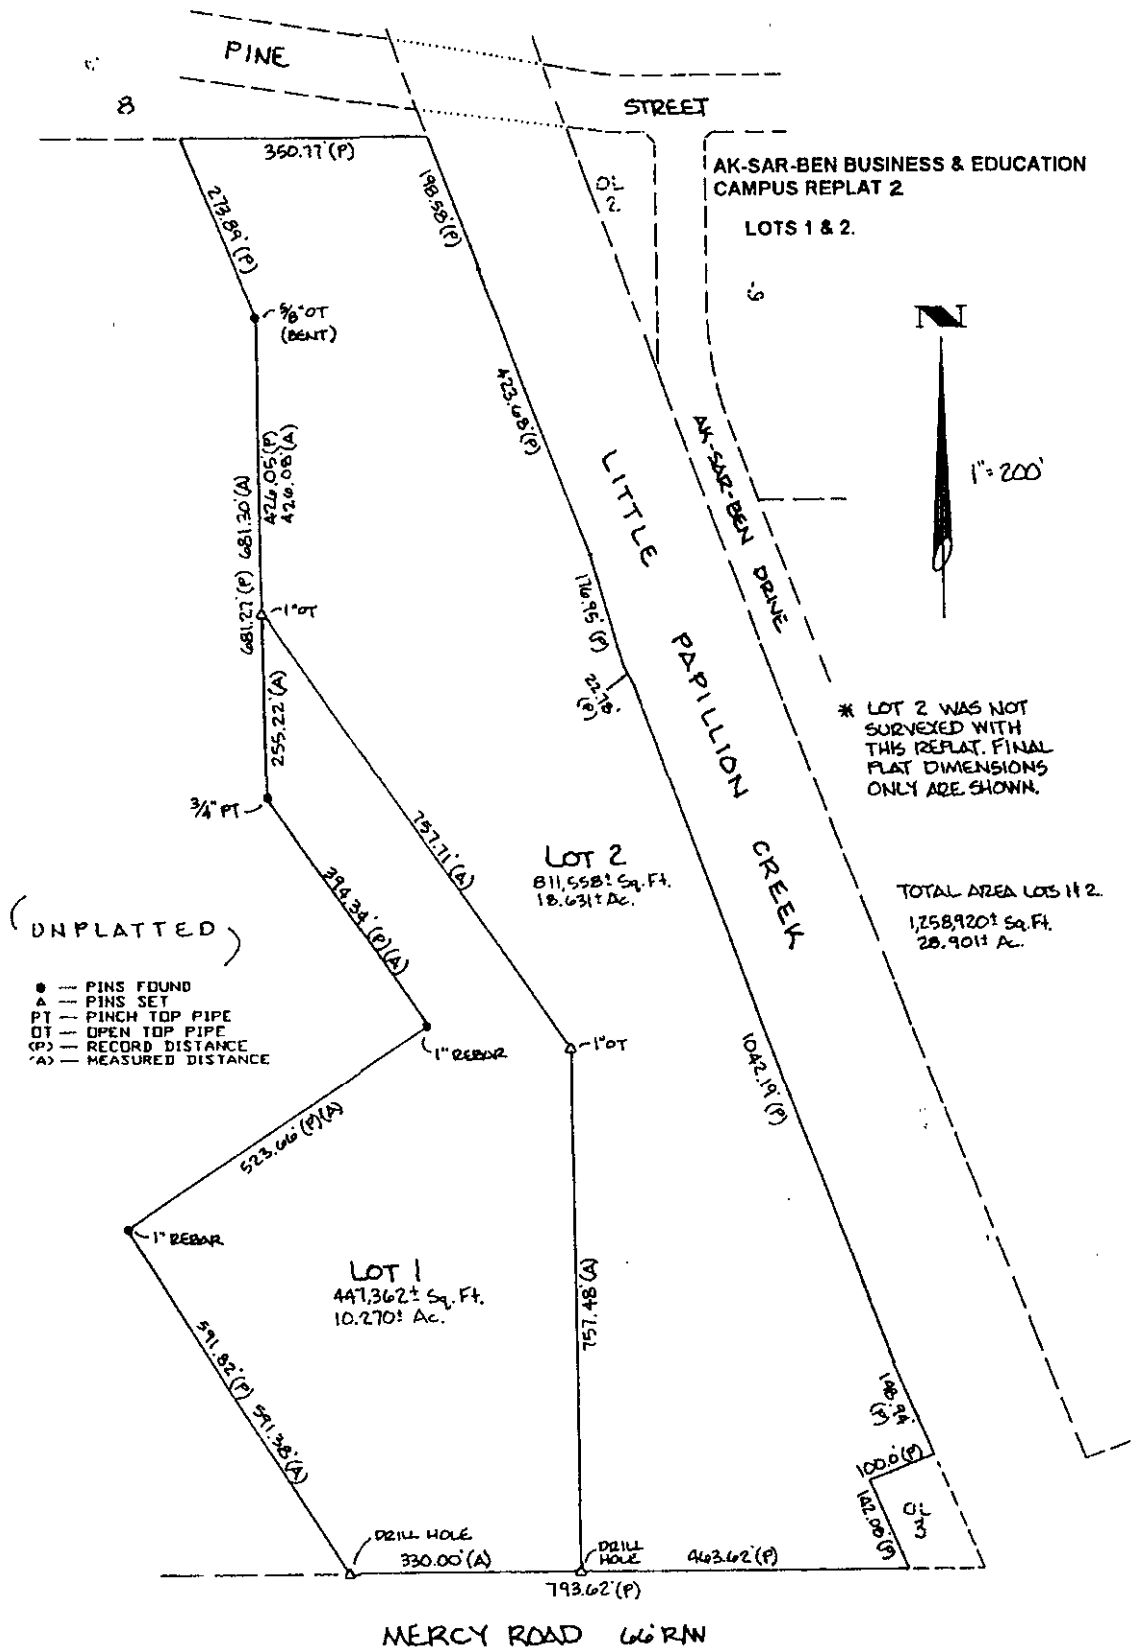 PINE
8
STREET
350.77'(P)
AK-SAR-BEN BUSINESS & EDUCATION
CAMPUS REPLAT 2
LOTS 1 & 2.
OL
2
198.58'(P)
273.89'(P)
5/8" OT
(BENT)
6
N
1"=200'
423.68'(P)
426.05'(P)
426.08'(A)
681.27'(P) 681.30'(A)
LITTLE PAPILLION CREEK
AK-SAR-BEN DRIVE
176.95'(P)
1"OT
22.78'
(P)
255.22'(A)
* LOT 2 WAS NOT
SURVEYED WITH
THIS REPLAT. FINAL
PLAT DIMENSIONS
ONLY ARE SHOWN.
3/4" PT
757.71'(A)
LOT 2
811,558± Sq.Ft.
18.631± Ac.
394.34'(P)(A)
TOTAL AREA LOTS 1 & 2.
1,258,920± Sq.Ft.
28.901± Ac.
(UNPLATTED)
● — PINS FOUND
△ — PINS SET
PT — PINCH TOP PIPE
OT — OPEN TOP PIPE
(P) — RECORD DISTANCE
(A) — MEASURED DISTANCE
1" REBAR
1"OT
1042.19'(P)
523.66'(P)(A)
1" REBAR
LOT 1
447,362± Sq.Ft.
10.270± Ac.
757.48'(A)
591.82'(P) 591.38'(A)
148.94'
(P)
100.0'(P)
142.08'(P)
OL
3
DRILL HOLE
330.00'(A)
DRILL
HOLE
463.62'(P)
793.62'(P)
MERCY ROAD 66' R/W